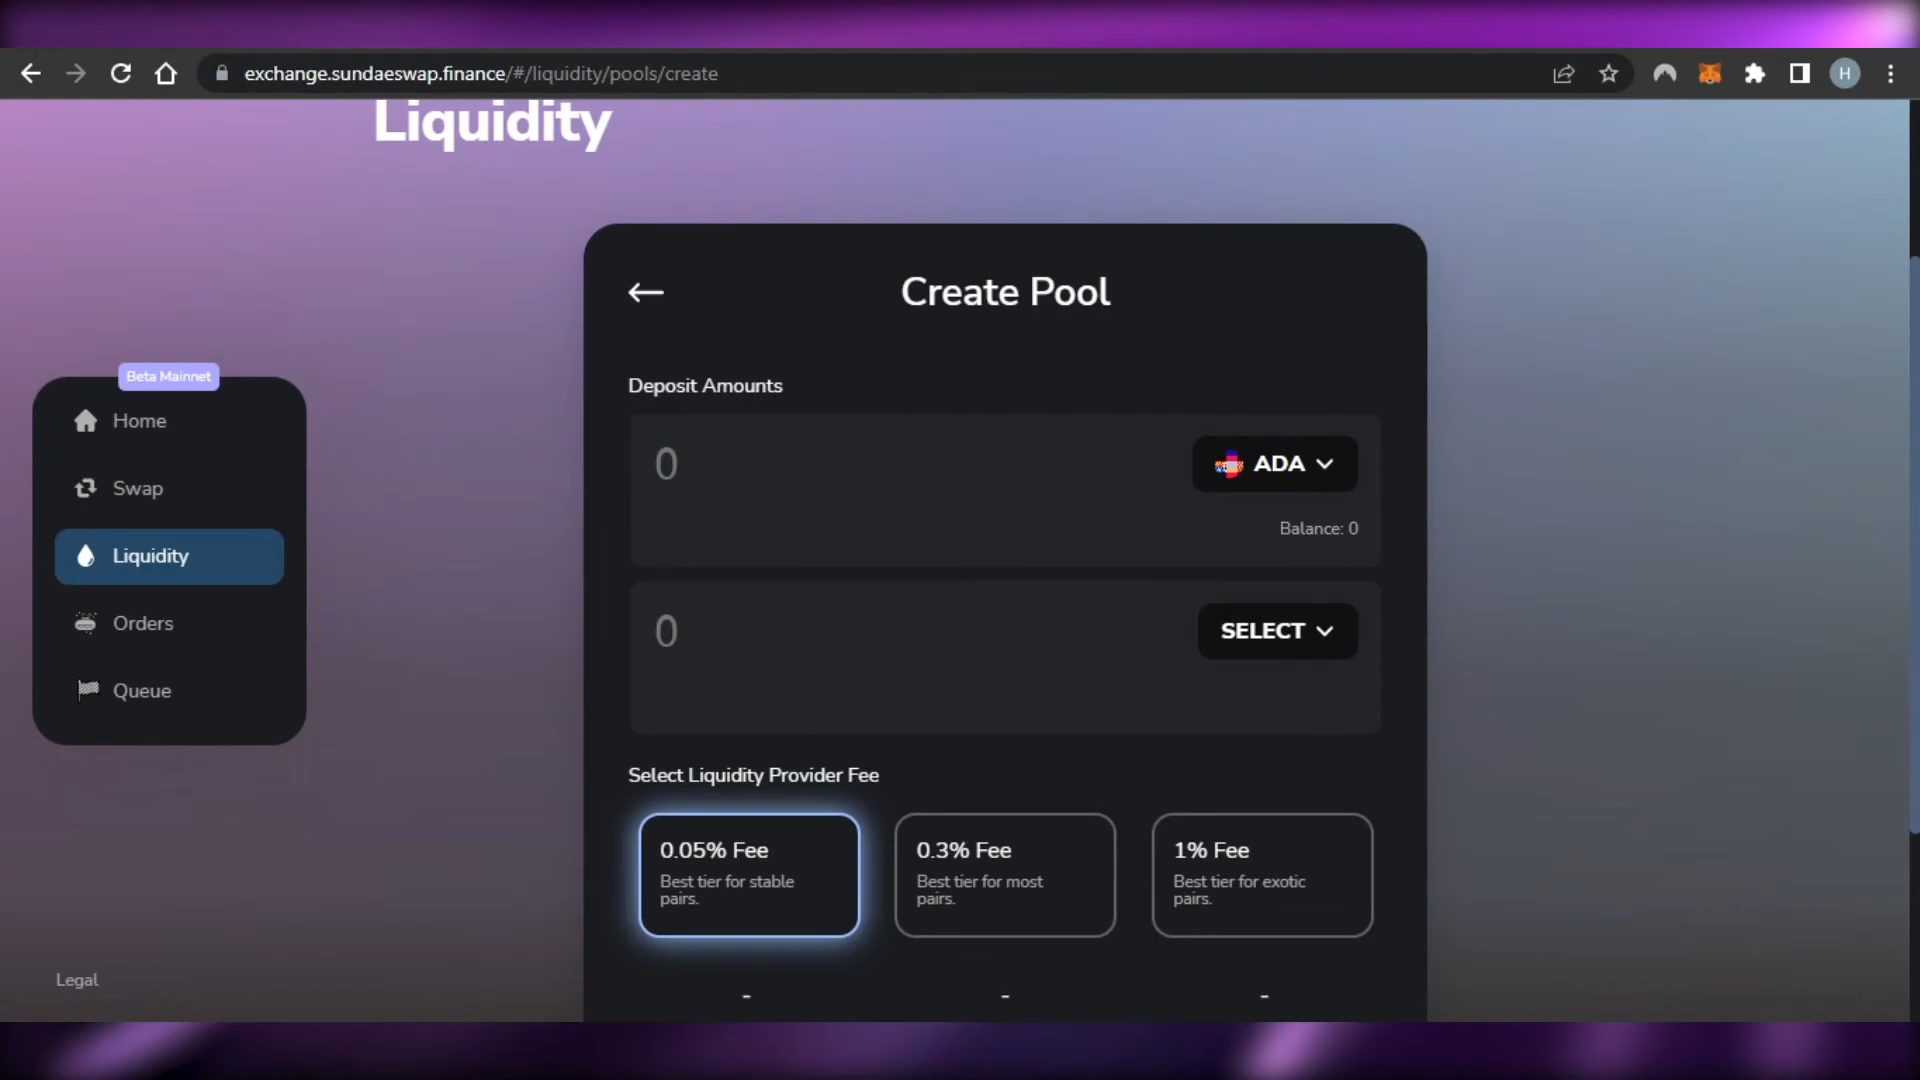 exchange.sundaeswap.finance/#/liquidity/pools/create
H
Liquidity
Create Pool
Deposit Amounts
0
ADA
Balance: 0
0
SELECT
Select Liquidity Provider Fee
0.05% Fee
Best tier for stable
pairs.
0.3% Fee
Best tier for most
pairs.
1% Fee
Best tier for exotic
pairs.
-
-
-
Beta Mainnet
Home
Swap
Liquidity
Orders
Queue
Legal